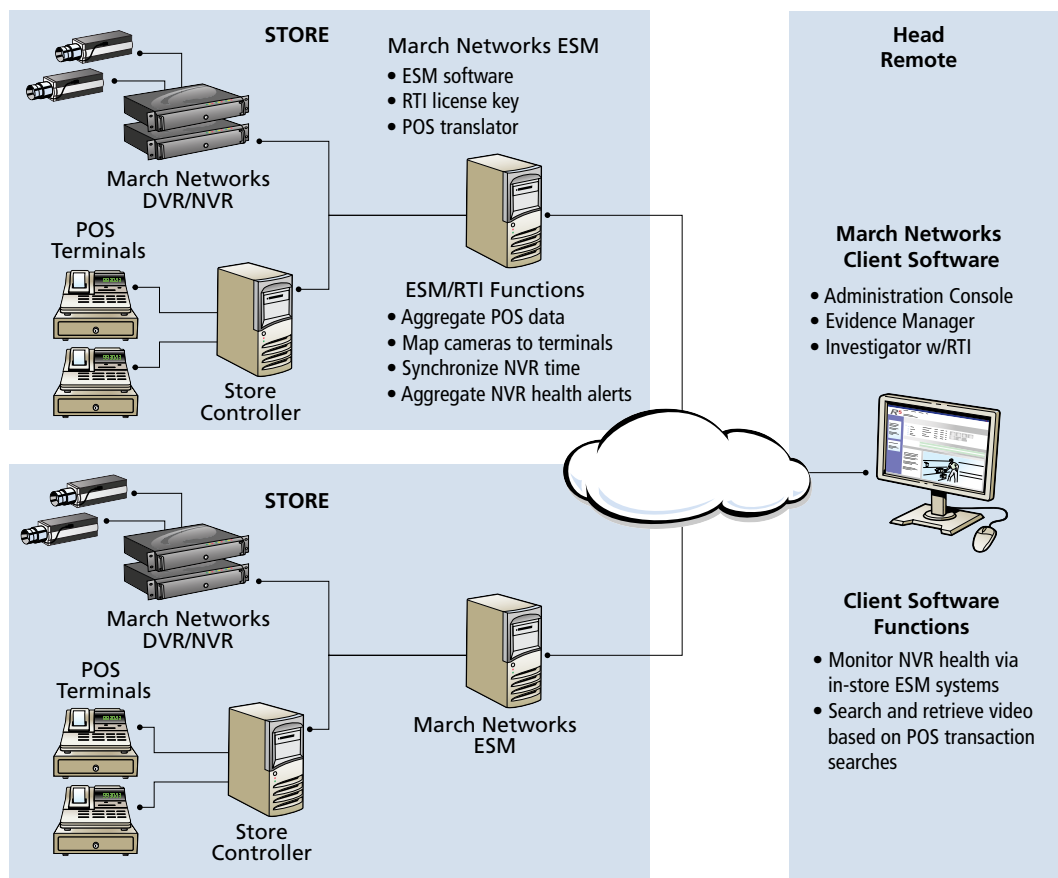 STORE
March Networks ESM
• ESM software
• RTI license key
• POS translator
March Networks
DVR/NVR
POS
Terminals
Store
Controller
ESM/RTI Functions
• Aggregate POS data
• Map cameras to terminals
• Synchronize NVR time
• Aggregate NVR health alerts
STORE
March Networks
DVR/NVR
POS
Terminals
Store
Controller
March Networks
ESM
Head
Remote
March Networks
Client Software
• Administration Console
• Evidence Manager
• Investigator w/RTI
Client Software
Functions
• Monitor NVR health via
in-store ESM systems
• Search and retrieve video
based on POS transaction
searches